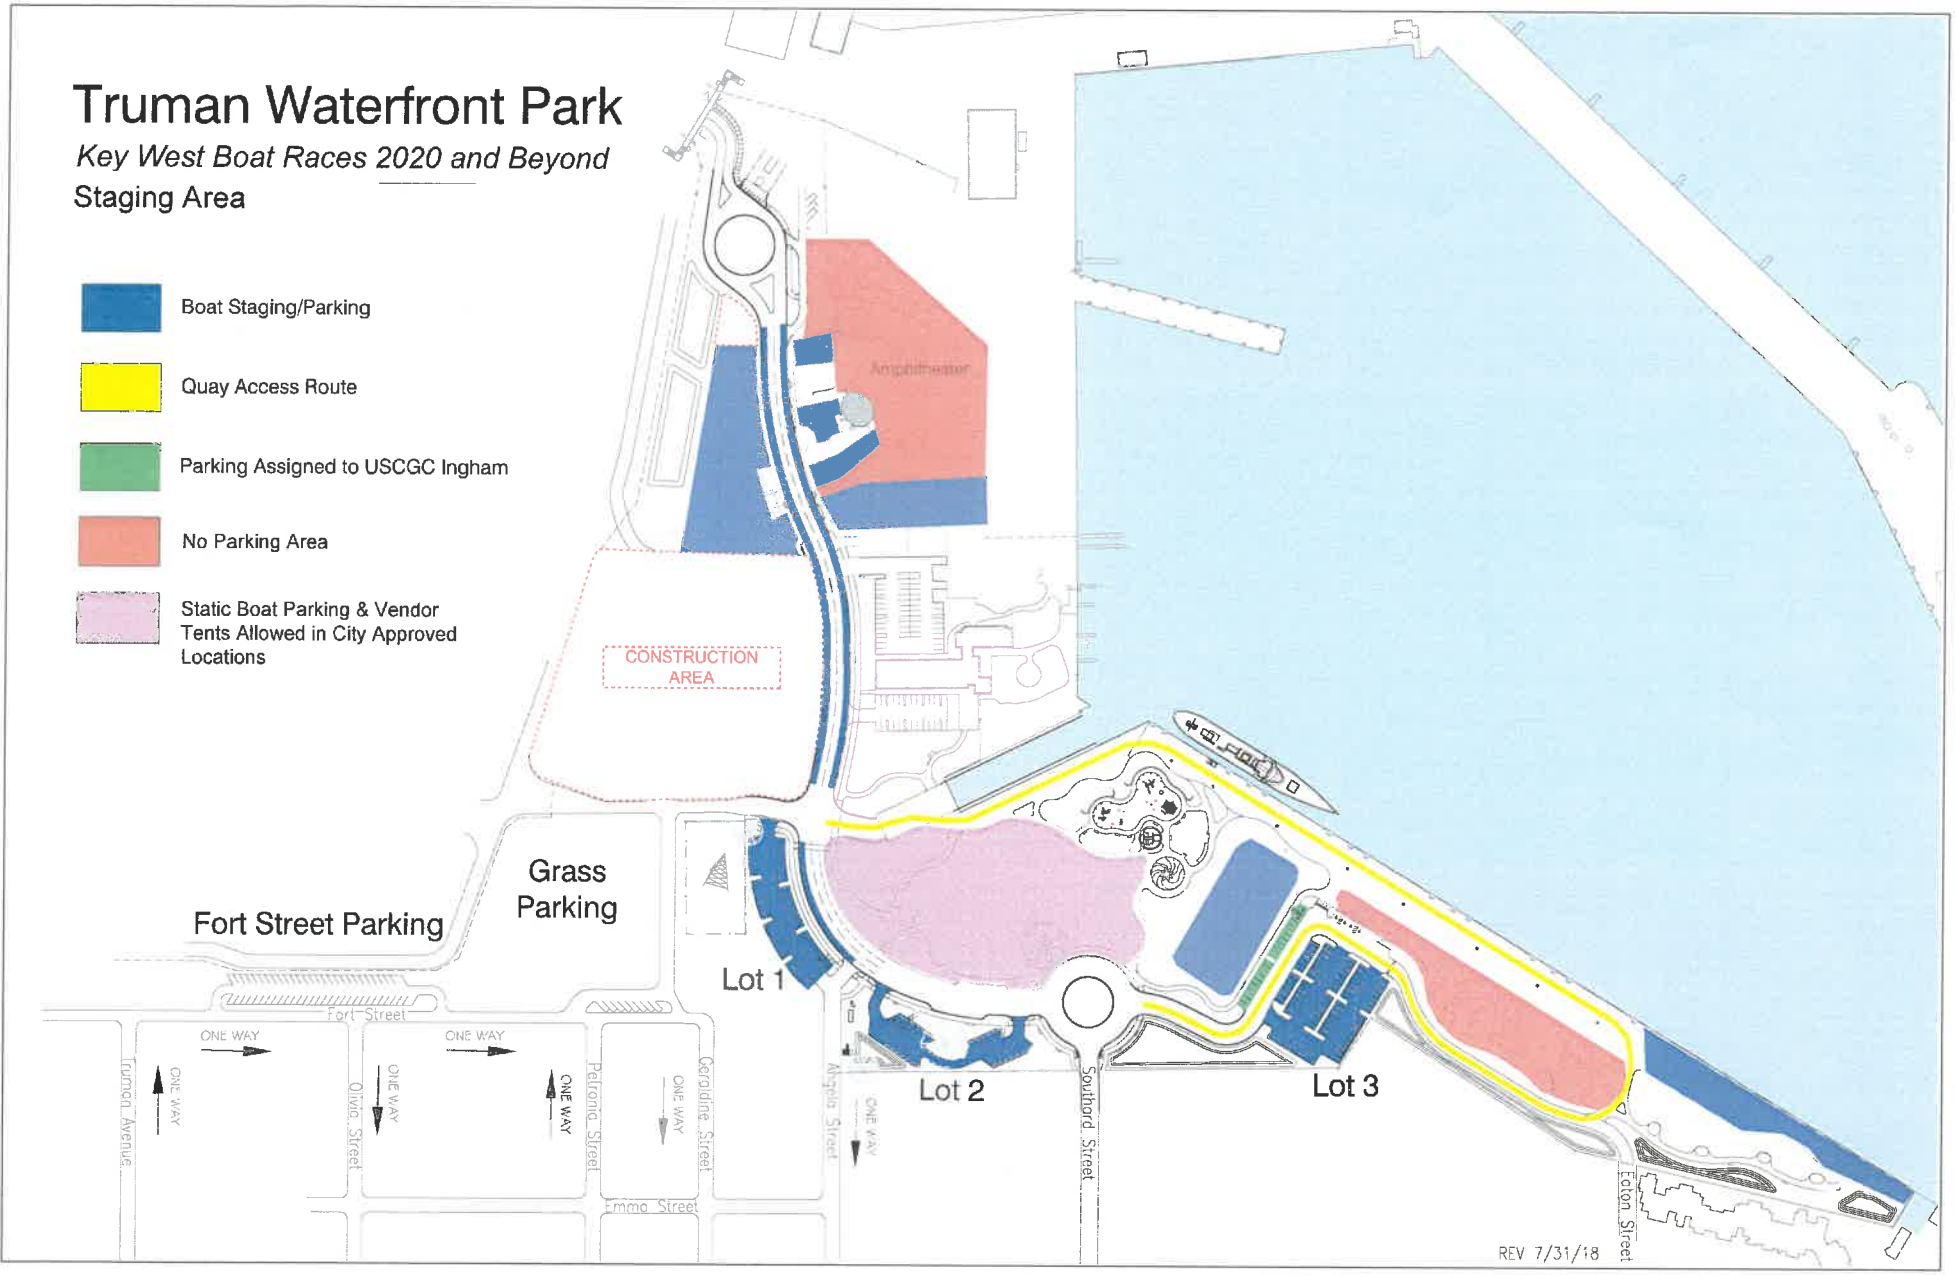 Truman Waterfront Park
Key West Boat Races 2020 and Beyond
Staging Area
Boat Staging/Parking
Quay Access Route
Parking Assigned to USCGC Ingham
No Parking Area
Static Boat Parking & Vendor
Tents Allowed in City Approved
Locations
Amphitheater
CONSTRUCTION
AREA
Grass
Parking
Fort Street Parking
Lot 1
Lot 2
Lot 3
Fort Street
ONE WAY
ONE WAY
Truman Avenue
ONE WAY
Olivia Street
ONE WAY
ONE WAY
Petronia Street
ONE WAY
Geraldine Street
Angela Street
ONE WAY
Southard Street
Emma Street
Eaton Street
REV 7/31/18